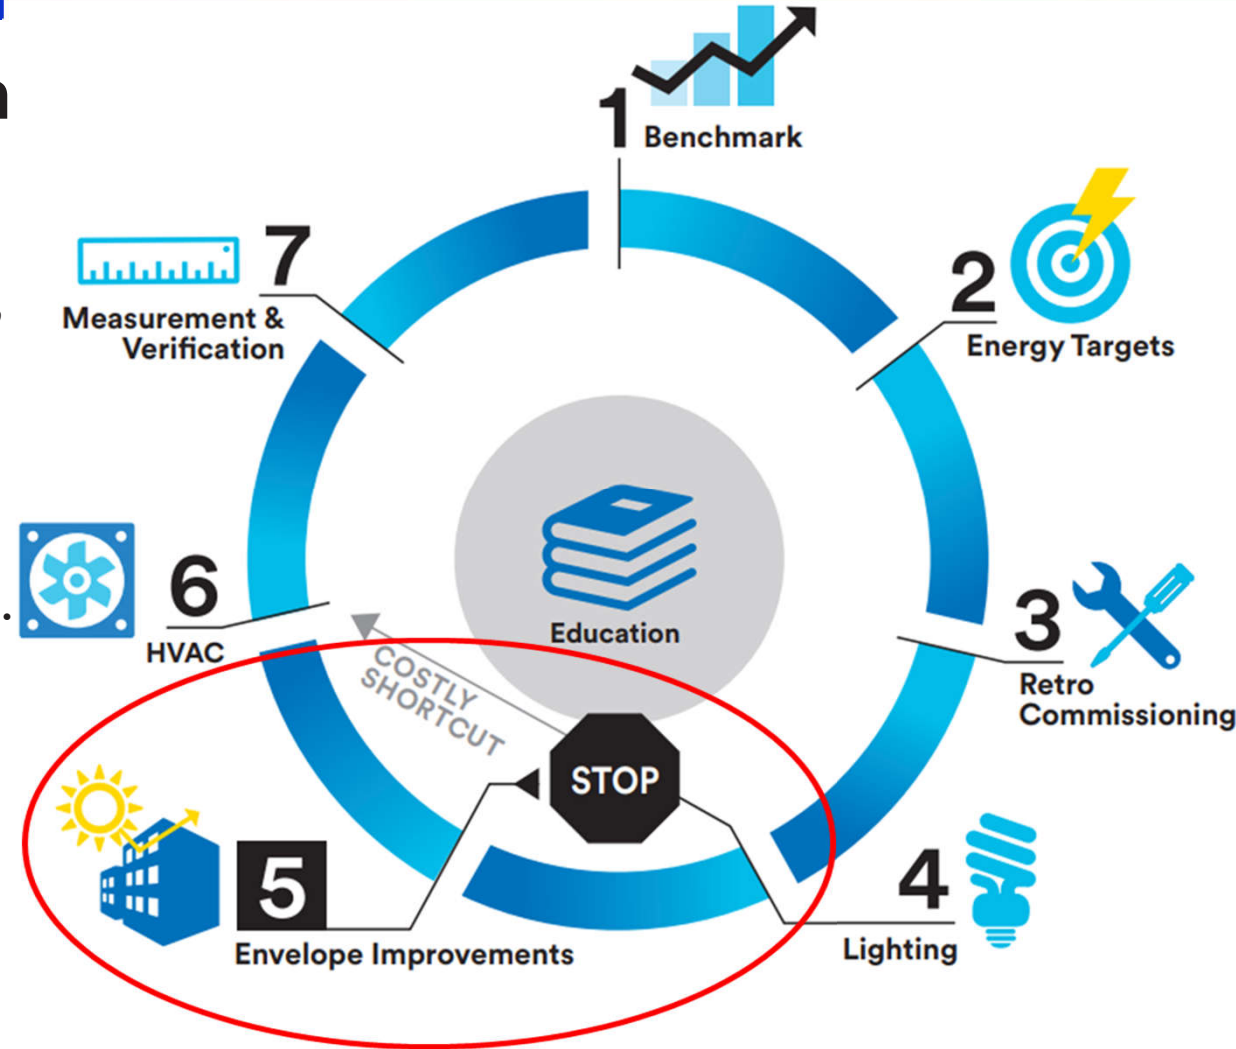 1
Benchmark
2
Energy Targets
3
Retro
Commissioning
4
Lighting
5
Envelope Improvements
6
HVAC
7
Measurement &
Verification
Education
COSTLY
SHORTCUT
STOP